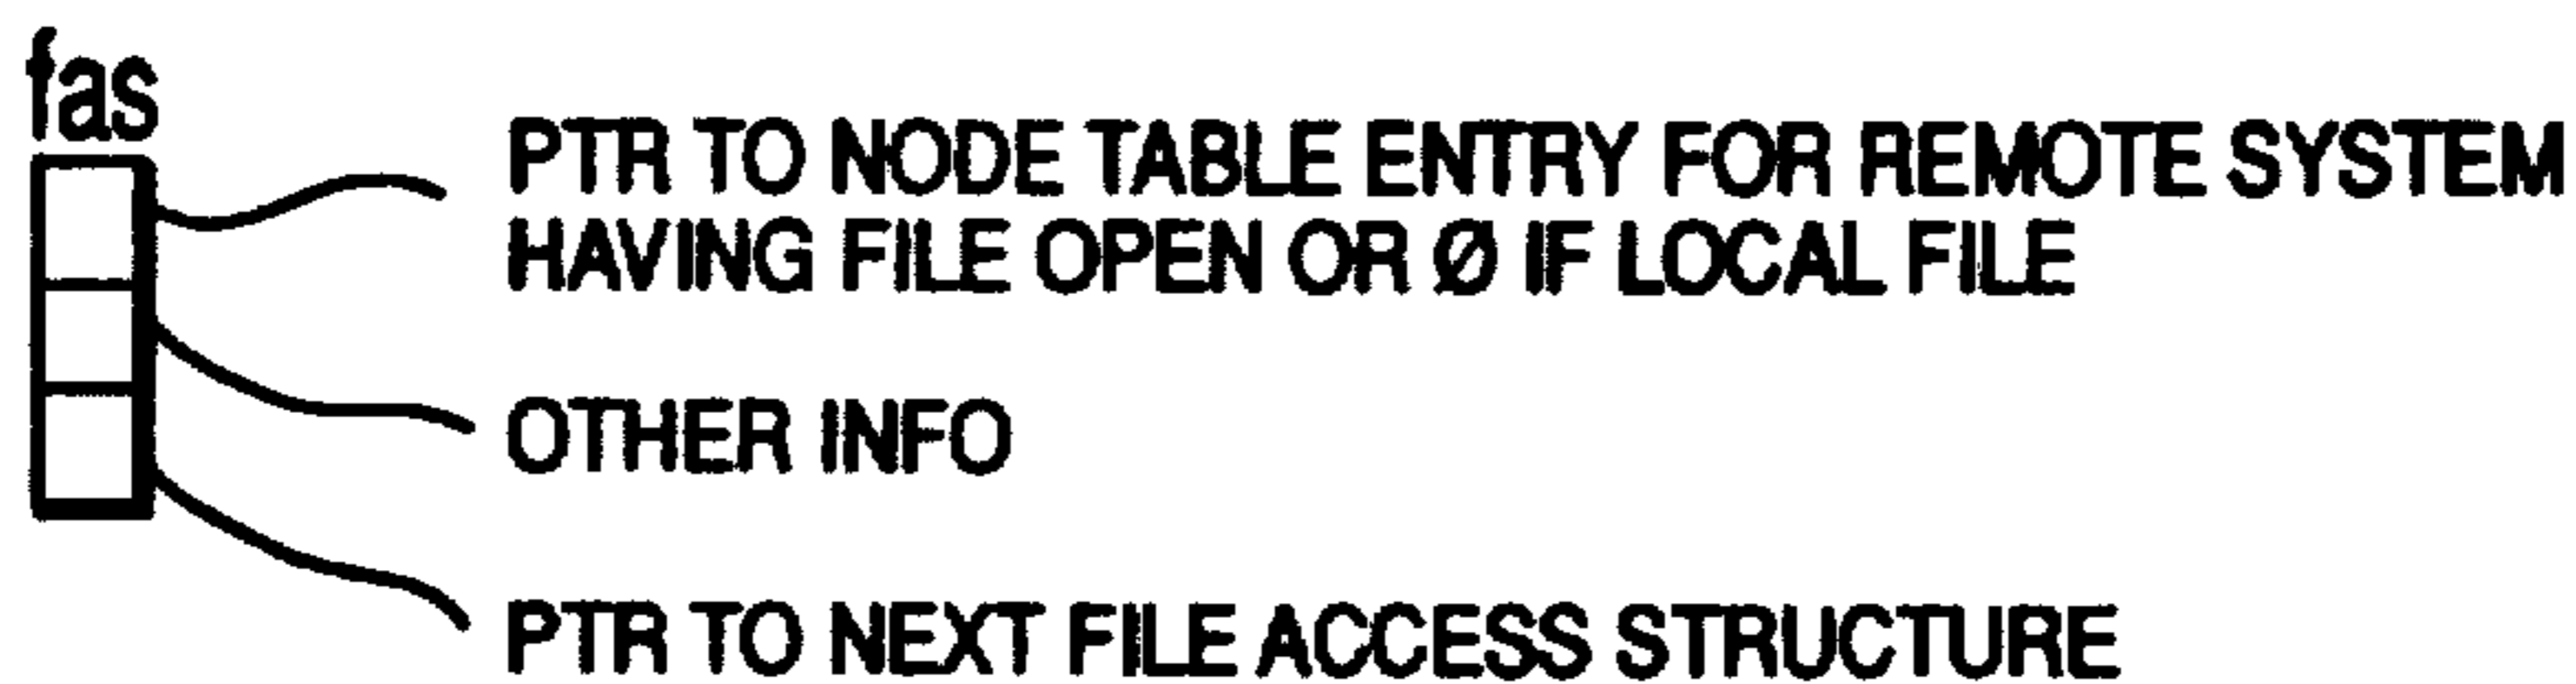 fas
PTR TO NODE TABLE ENTRY FOR REMOTE SYSTEM
HAVING FILE OPEN OR Ø IF LOCAL FILE
OTHER INFO
PTR TO NEXT FILE ACCESS STRUCTURE